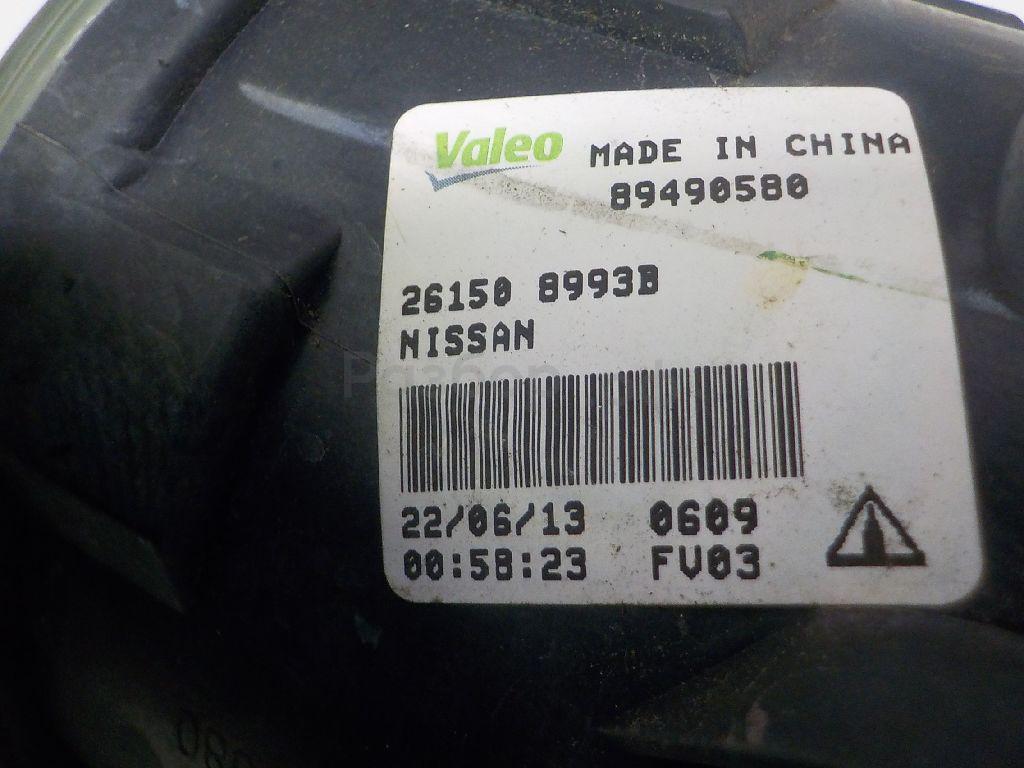 Valeo MADE IN CHINA
89490580
26150 8993B
NISSAN
22/06/13 0609
00:58:23 FV03